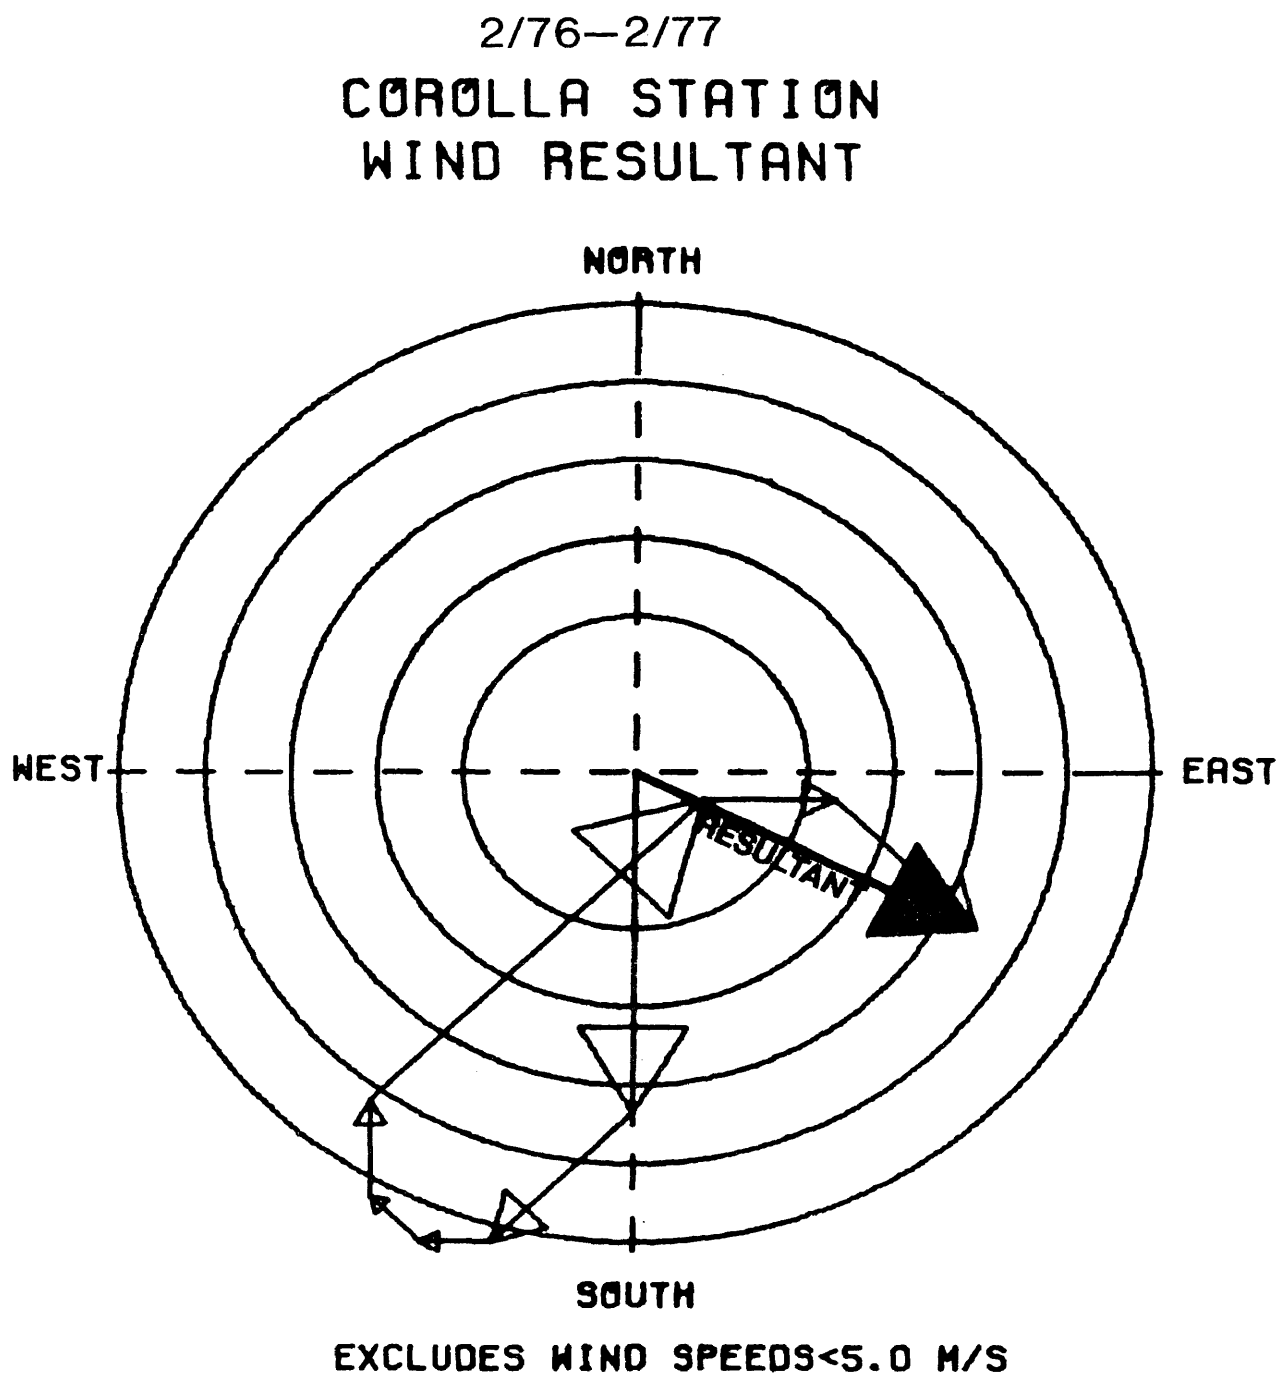 2/76—2/77
COROLLA STATION
WIND RESULTANT
NORTH
WEST
EAST
RESULTANT
SOUTH
EXCLUDES WIND SPEEDS<5.0 M/S